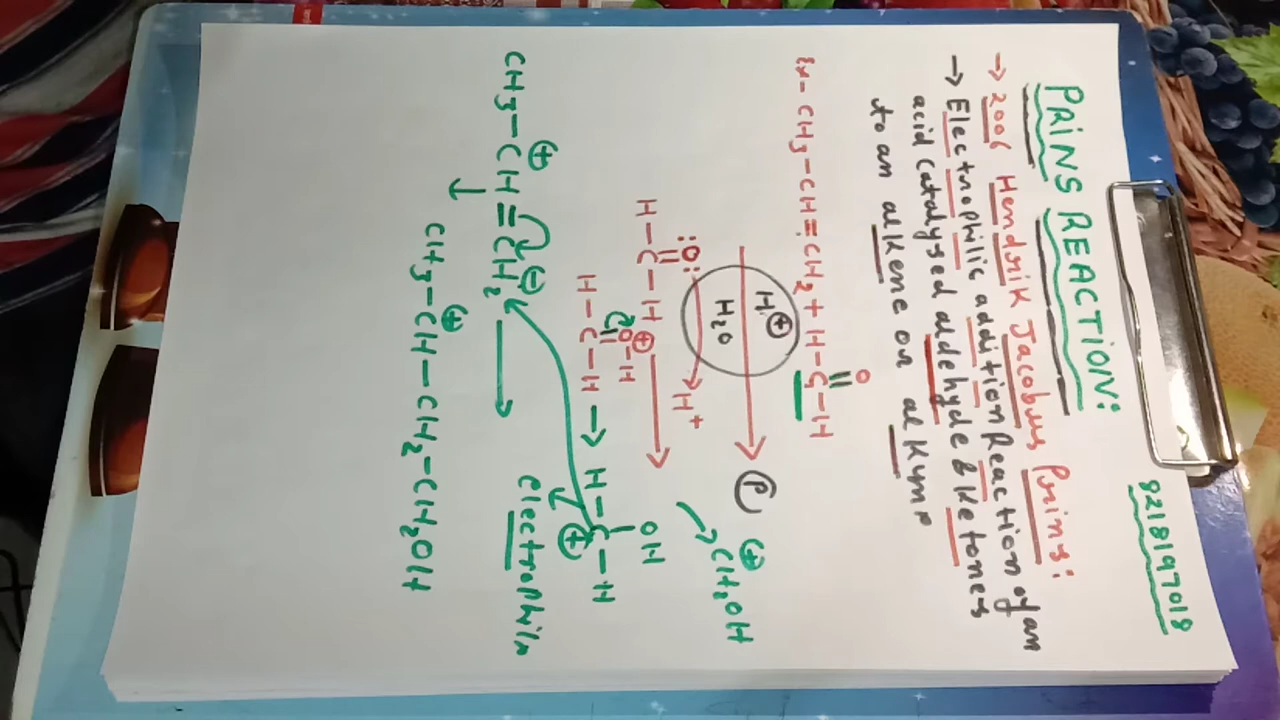 8218197018
PRINS REACTION:
→ 2006 Hendrik Jacobus Prins:
→ Electrophilic addition Reaction of an
acid catalysed aldehyde & Ketones
to an alkene or alkyne
Ex- CH3-CH=CH2 + H-C-H
O
H⊕
H2O
P
⊕CH2OH
:O:
H-C-H
H+
⊕O-H
H-C-H → H-C-H
OH
⊕
Electrophile
⊕ ⊖
CH3-CH=CH2 →
↓
⊕
CH3-CH-CH2-CH2OH